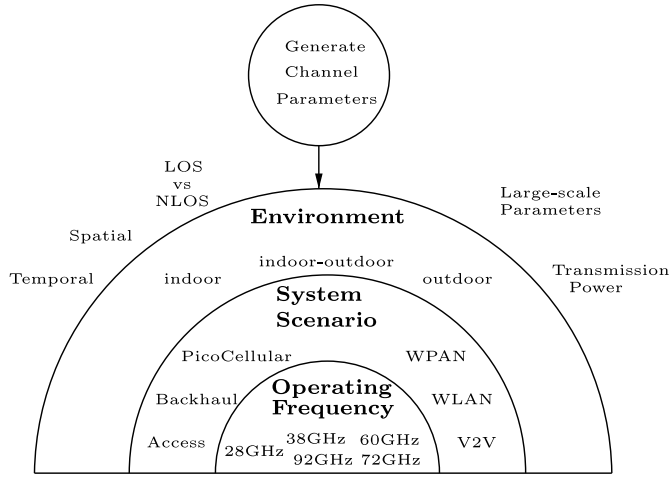 Generate
Channel
Parameters
LOS
vs
NLOS
Large-scale
Parameters
Environment
Spatial
Temporal
indoor
indoor-outdoor
outdoor
Transmission
Power
System
Scenario
PicoCellular
WPAN
Operating
Frequency
Backhaul
WLAN
Access
28GHz
38GHz 60GHz
92GHz 72GHz
V2V